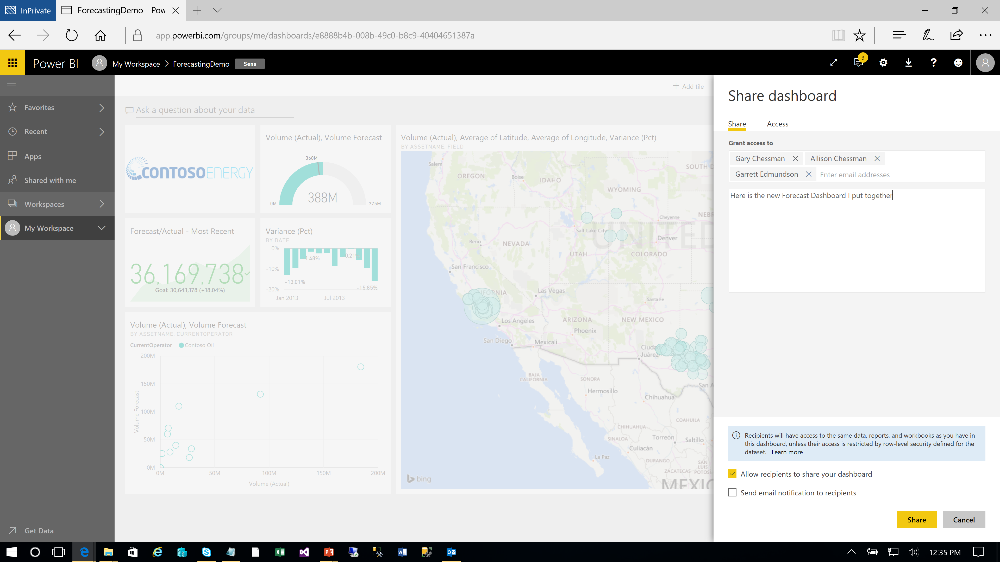 InPrivate
ForecastingDemo - Pow
app.powerbi.com/groups/me/dashboards/e8888b4b-008b-49c0-b8c9-40404651387a
Power BI
My Workspace > ForecastingDemo
Sens
3
Favorites
Recent
Apps
Shared with me
Workspaces
My Workspace
Get Data
+ Add tile
Ask a question about your data
CONTOSOENERGY
Volume (Actual), Volume Forecast
360M
388M
0M
775M
Forecast/Actual - Most Recent
36,169,738
Goal: 30,643,178 (+18.04%)
Variance (Pct)
BY DATE
0%
-10%
-20%
1.48%
0.21
-13.01%
-15.85%
Jan 2013
Jul 2013
Volume (Actual), Volume Forecast
BY ASSETNAME, CURRENTOPERATOR
CurrentOperator
Contoso Oil
Volume Forecast
200M
150M
100M
50M
0M
0M
50M
100M
150M
200M
Volume (Actual)
Volume (Actual), Average of Latitude, Average of Longitude, Variance (Pct)
BY ASSETNAME, FIELD
Salem
OREGON
Boise
IDAHO
SOUTH D
WYOMING
NEBR
Cheyenne
Salt Lake City
UNITED
Denver
Reno
NEVADA
UTAH
COLORADO
San Francisco
IFORNIA
Las Vegas
Santa Fe
Los Angeles
ARIZONA
NEW MEXICO
Phoenix
San Diego
Mexicali
Ciudad
Juárez
BAJA
CALIFORNIA
SONORA
San A
Hermosillo
Chihuahua
COAHUILA
CHIHUAHUA
SINALOA
Torreón
Saltillo
Culiacán
La Paz
DURANGO
SAN
LUIS
ZACATECAS
POTOSÍ
MEXIC
bing
Share dashboard
Share
Access
Grant access to
Gary Chessman
Allison Chessman
Garrett Edmundson
Enter email addresses
Here is the new Forecast Dashboard I put together
Recipients will have access to the same data, reports, and workbooks as you have in
this dashboard, unless their access is restricted by row-level security defined for the
dataset. Learn more
Allow recipients to share your dashboard
Send email notification to recipients
Share
Cancel
12:35 PM